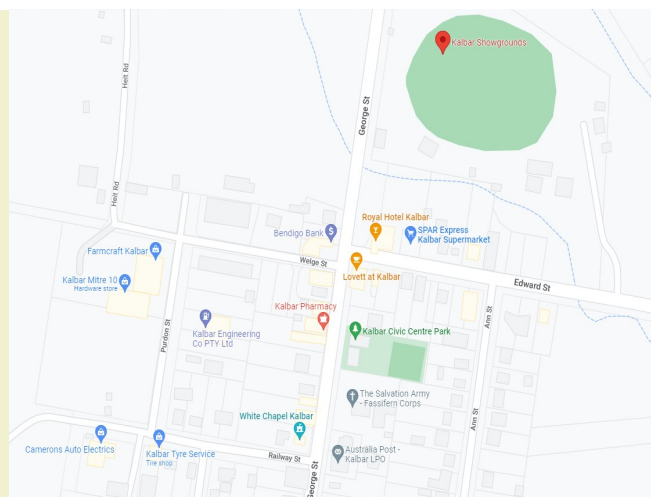 Kalbar Showgrounds
Heit Rd
George St
Heit Rd
Royal Hotel Kalbar
Bendigo Bank
SPAR Express
Kalbar Supermarket
Farmcraft Kalbar
Welge St
Lovett at Kalbar
Kalbar Mitre 10
Hardware store
Edward St
Kalbar Pharmacy
Ann St
Kalbar Engineering
Co PTY Ltd
Purdon St
Kalbar Civic Centre Park
The Salvation Army
- Fassifern Corps
White Chapel Kalbar
Ann St
Camerons Auto Electrics
Kalbar Tyre Service
Tire shop
Railway St
Australia Post -
Kalbar LPO
George St